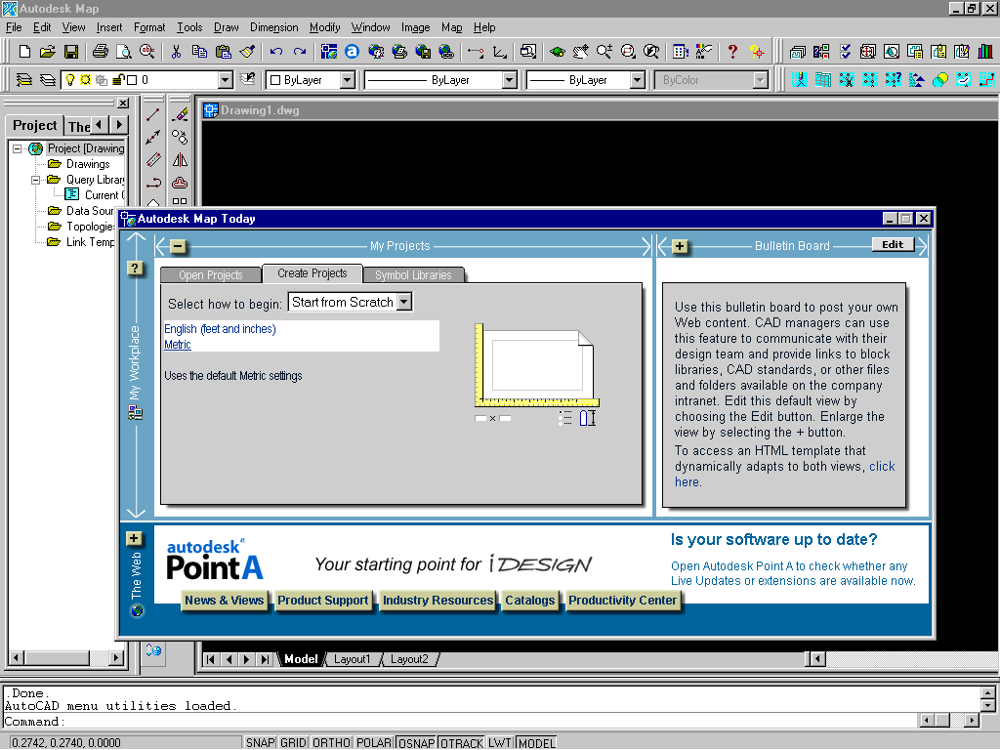 Autodesk Map
File Edit View Insert Format Tools Draw Dimension Modify Window Image Map Help
0 ByLayer ByLayer ByLayer ByColor
Project The
Project [Drawing
Drawings
Query Library
Current
Data Sour
Topologie
Link Temp
Drawing1.dwg
Autodesk Map Today
My Projects
Bulletin Board Edit
My Workplace
Open Projects Create Projects Symbol Libraries
Select how to begin: Start from Scratch
English (feet and inches)
Metric
Uses the default Metric settings
Use this bulletin board to post your own
Web content. CAD managers can use
this feature to communicate with their
design team and provide links to block
libraries, CAD standards, or other files
and folders available on the company
intranet. Edit this default view by
choosing the Edit button. Enlarge the
view by selecting the + button.
To access an HTML template that
dynamically adapts to both views, click
here.
The Web
autodesk®
Point A
Your starting point for iDESIGN
Is your software up to date?
Open Autodesk Point A to check whether any
Live Updates or extensions are available now.
News & Views Product Support Industry Resources Catalogs Productivity Center
Model Layout1 Layout2
.Done.
AutoCAD menu utilities loaded.
Command:
0.2742, 0.2740, 0.0000 SNAP GRID ORTHO POLAR OSNAP OTRACK LWT MODEL